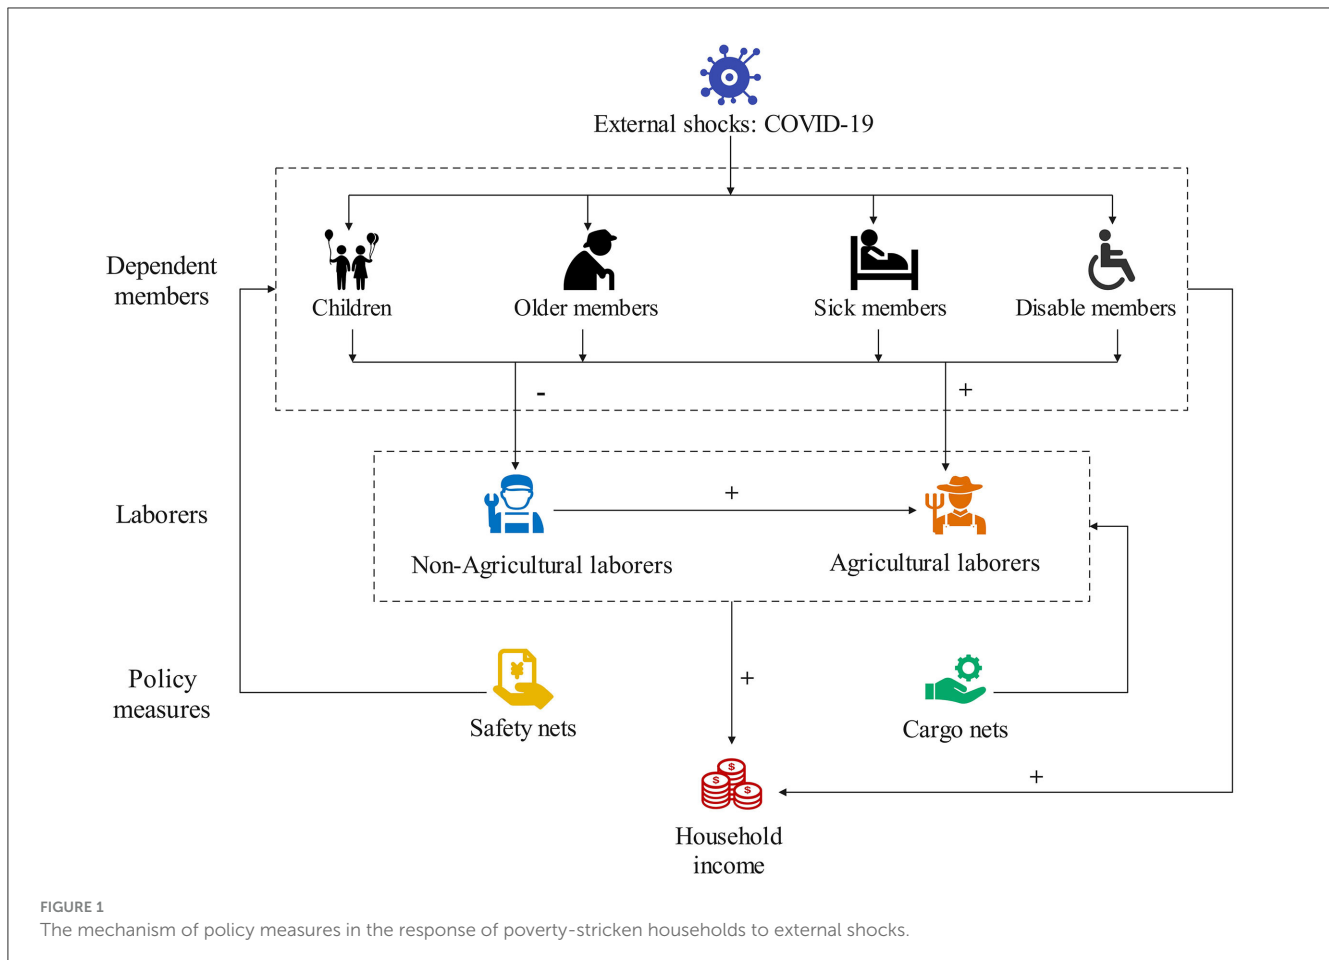 External shocks: COVID-19
Dependent
members
Children
Older members
Sick members
Disable members
-
+
Laborers
+
Non-Agricultural laborers
Agricultural laborers
Policy
measures
¥
Safety nets
+
Cargo nets
+
$
$
$
Household
income
FIGURE 1
The mechanism of policy measures in the response of poverty-stricken households to external shocks.